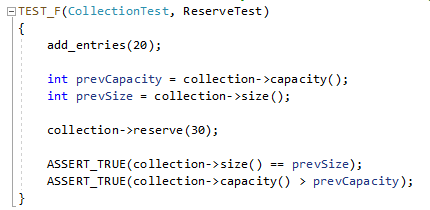 TEST_F(CollectionTest, ReserveTest)
{
    add_entries(20);

    int prevCapacity = collection->capacity();
    int prevSize = collection->size();

    collection->reserve(30);

    ASSERT_TRUE(collection->size() == prevSize);
    ASSERT_TRUE(collection->capacity() > prevCapacity);
}